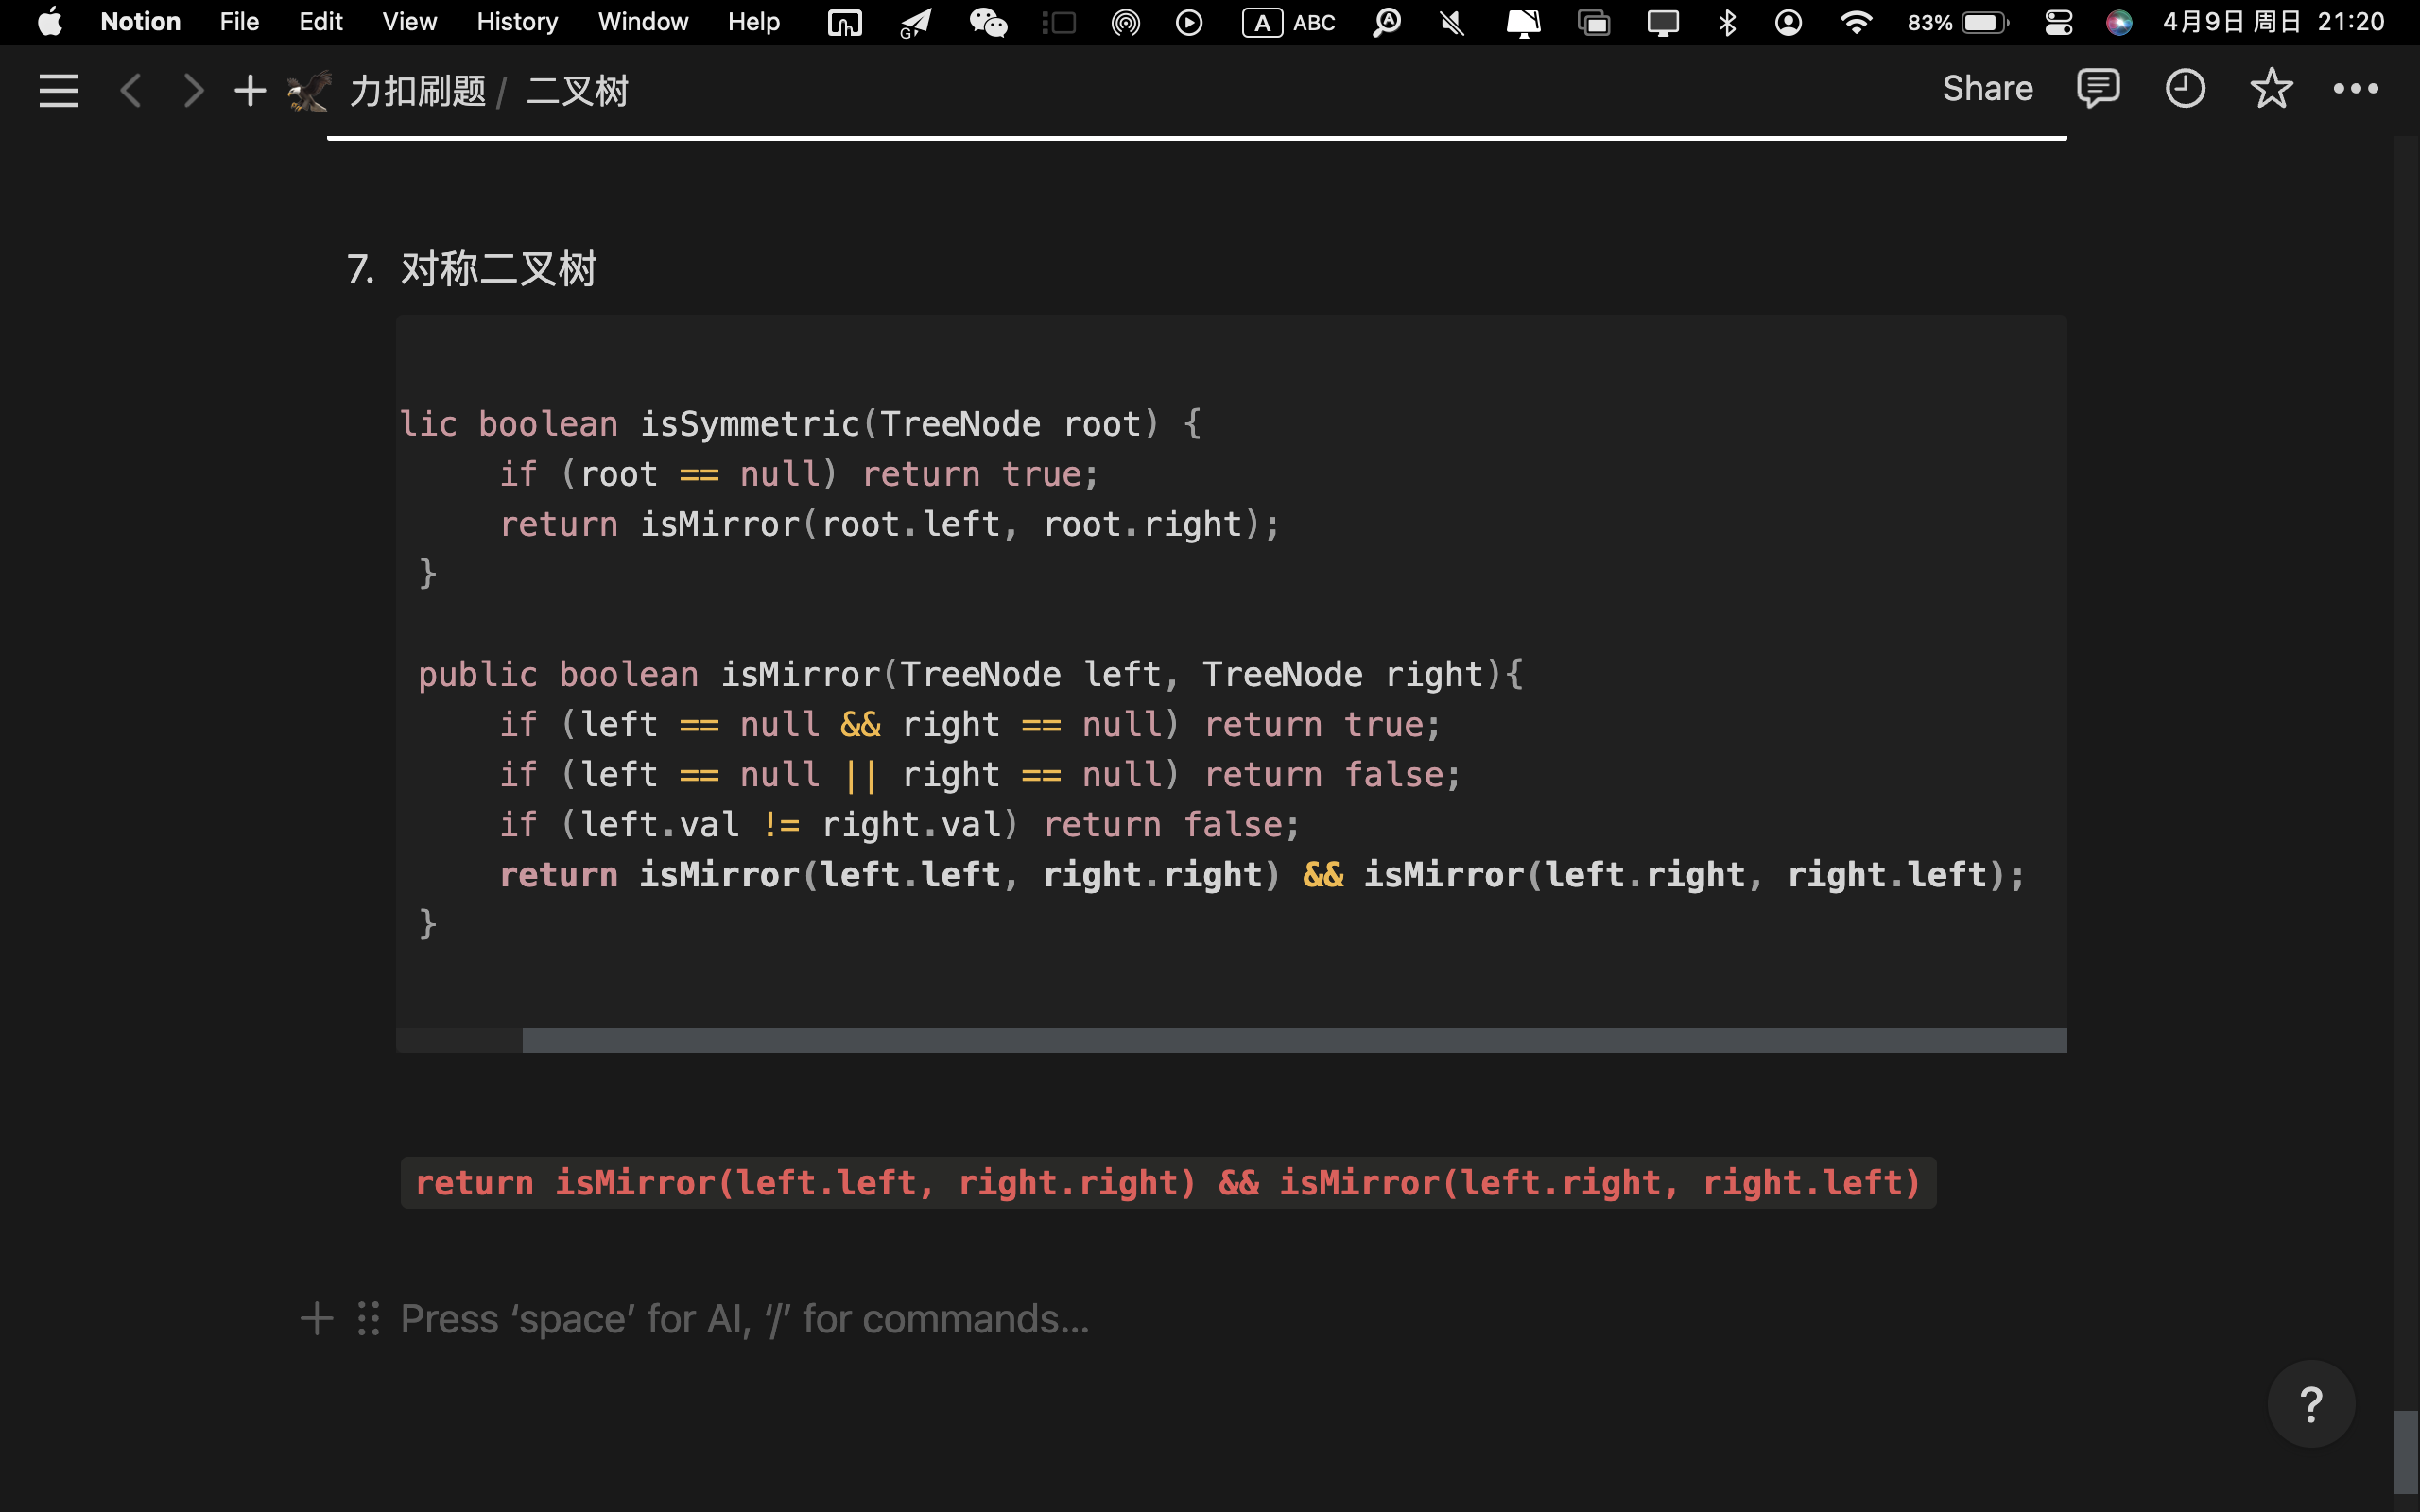 Notion File Edit View History Window Help A ABC 83% 4月9日 周日 21:20
力扣刷题 / 二叉树 Share
7. 对称二叉树
lic boolean isSymmetric(TreeNode root) {
if (root == null) return true;
return isMirror(root.left, root.right);
}
public boolean isMirror(TreeNode left, TreeNode right){
if (left == null && right == null) return true;
if (left == null || right == null) return false;
if (left.val != right.val) return false;
return isMirror(left.left, right.right) && isMirror(left.right, right.left);
}
return isMirror(left.left, right.right) && isMirror(left.right, right.left)
Press ‘space’ for AI, ‘/’ for commands…
?